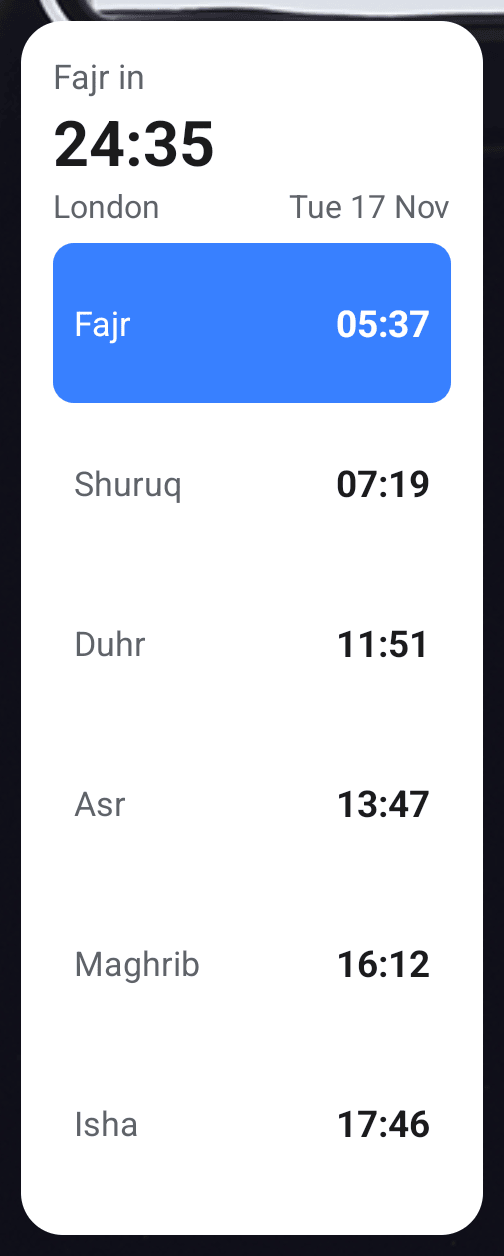 Fajr in
24:35
London Tue 17 Nov
Fajr 05:37
Shuruq 07:19
Duhr 11:51
Asr 13:47
Maghrib 16:12
Isha 17:46